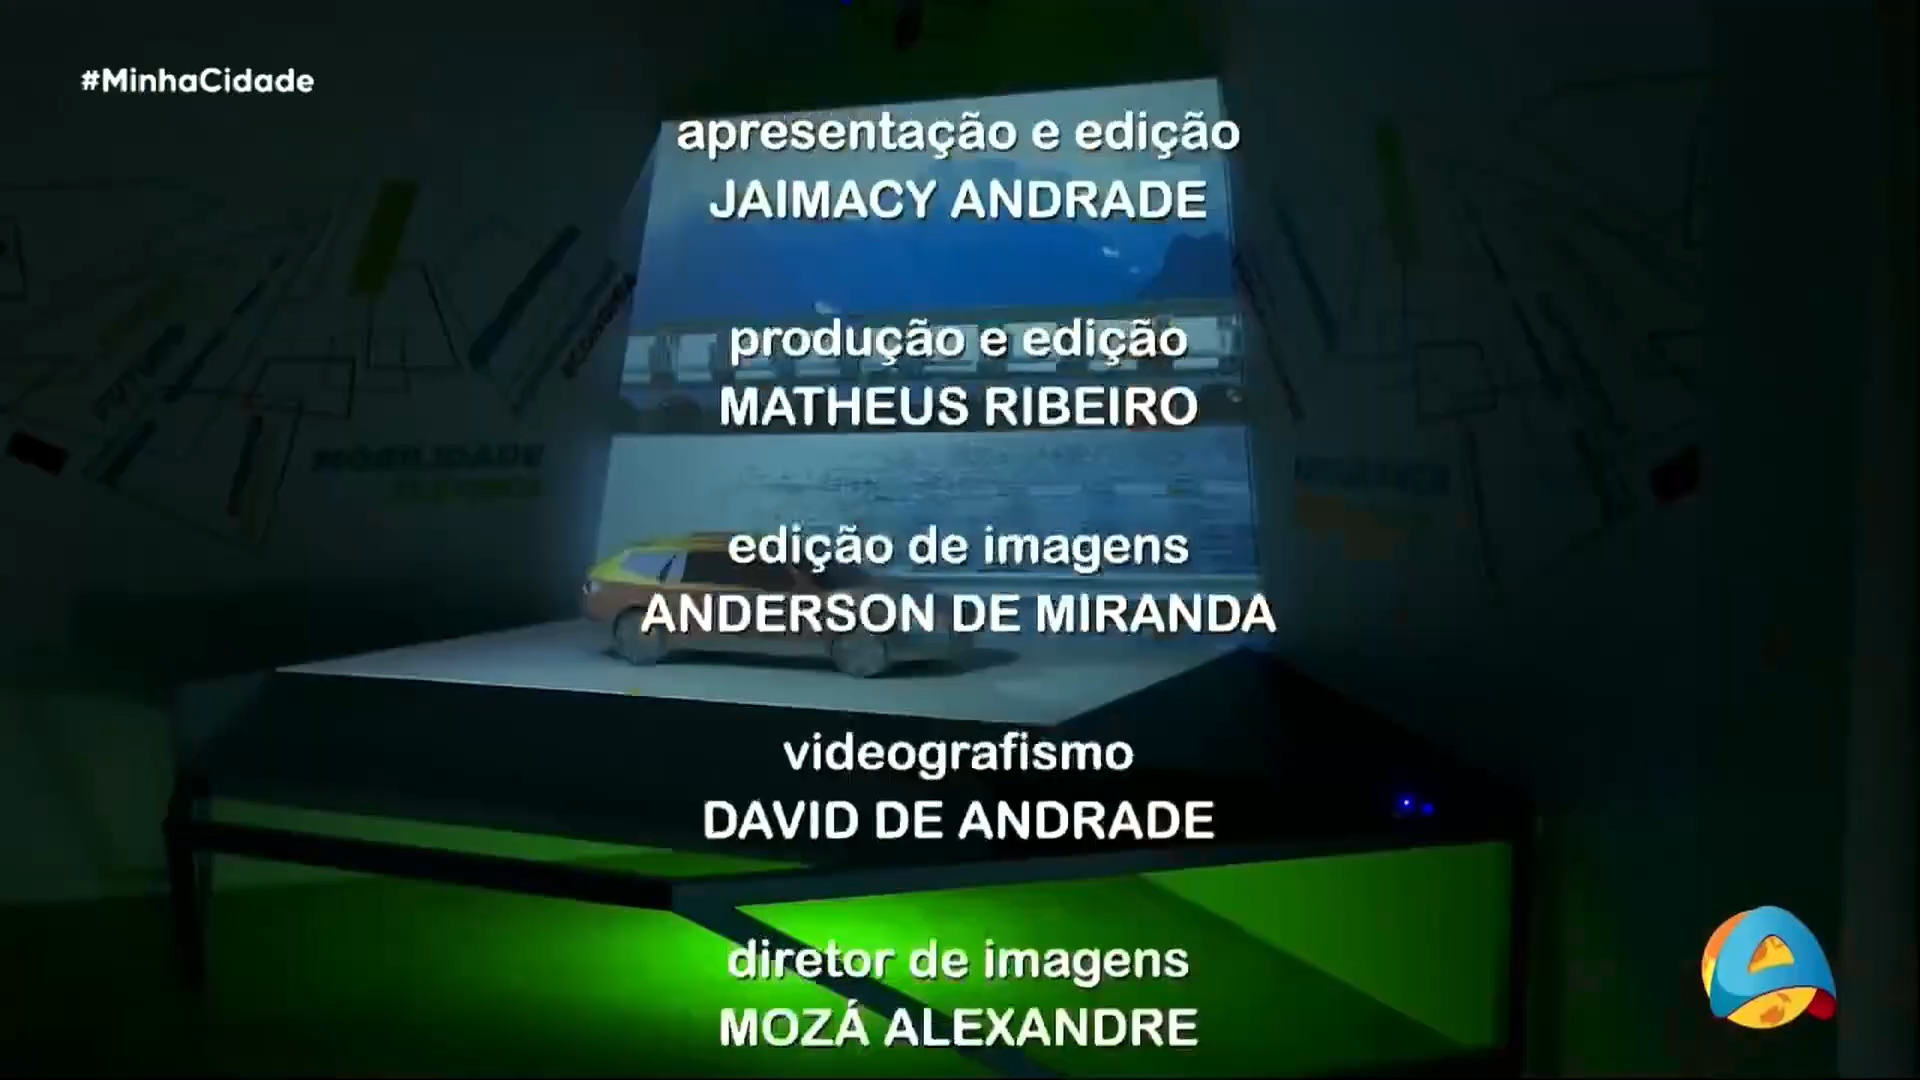 #MinhaCidade
apresentação e edição
JAIMACY ANDRADE
produção e edição
MATHEUS RIBEIRO
edição de imagens
ANDERSON DE MIRANDA
MOBILIDADE
videografismo
DAVID DE ANDRADE
diretor de imagens
MOZÁ ALEXANDRE